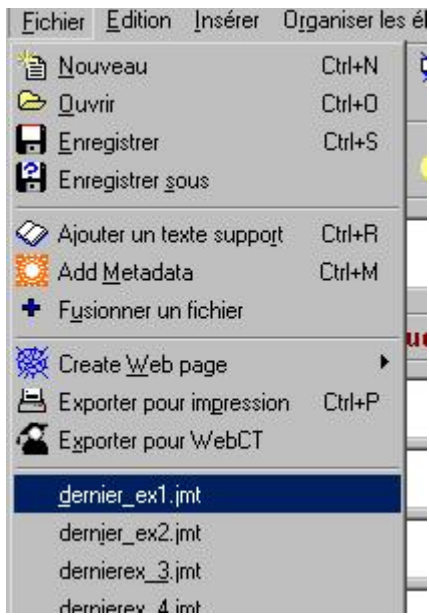 Fichier Edition Insérer Organiser les él
Nouveau Ctrl+N
Ouvrir Ctrl+O
Enregistrer Ctrl+S
Enregistrer sous
Ajouter un texte support Ctrl+R
Add Metadata Ctrl+M
Fusionner un fichier
Create Web page
Exporter pour impression Ctrl+P
Exporter pour WebCT
dernier_ex1.jmt
dernier_ex2.jmt
dernierex_3.jmt
dernierex_4.jmt